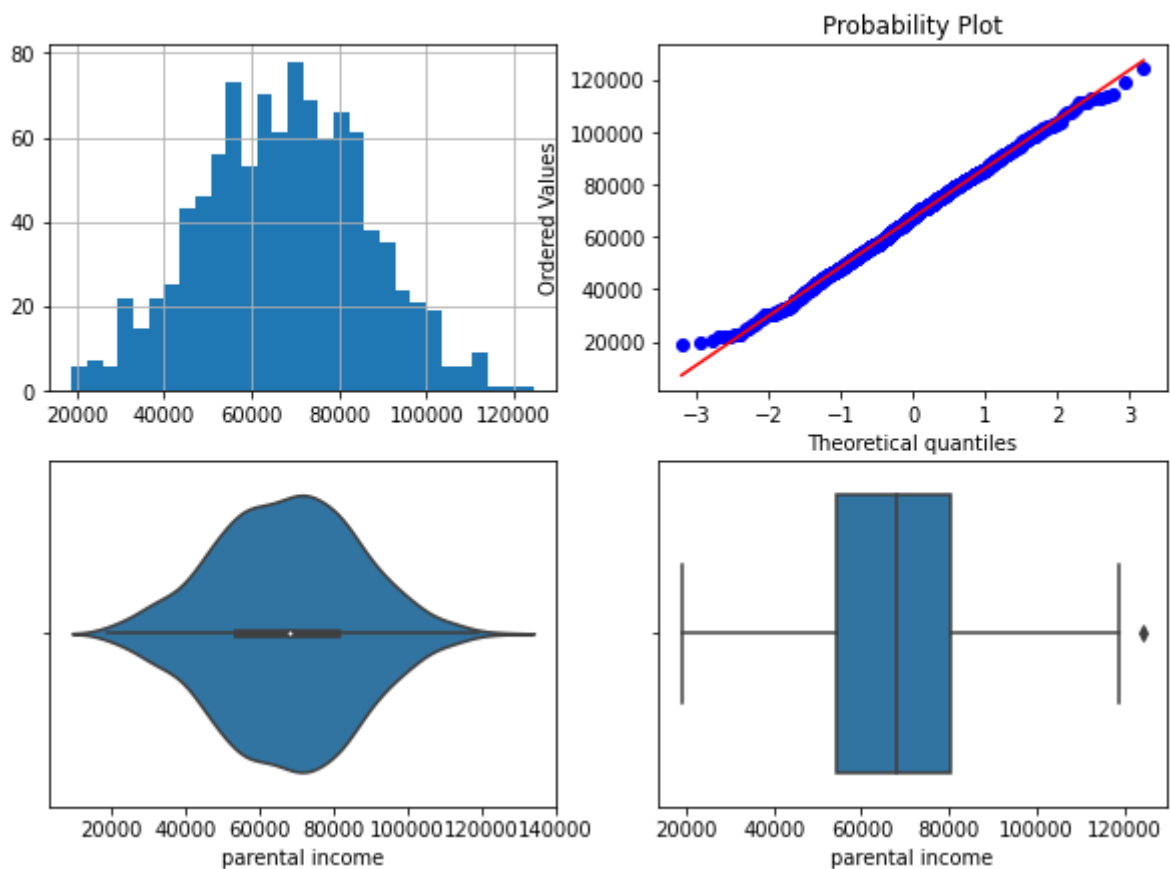 80
60
40
20
0
20000 40000 60000 80000 100000 120000
Probability Plot
Ordered Values
120000
100000
80000
60000
40000
20000
−3 −2 −1 0 1 2 3
Theoretical quantiles
20000 40000 60000 80000 100000 120000 140000
parental income
20000 40000 60000 80000 100000 120000
parental income